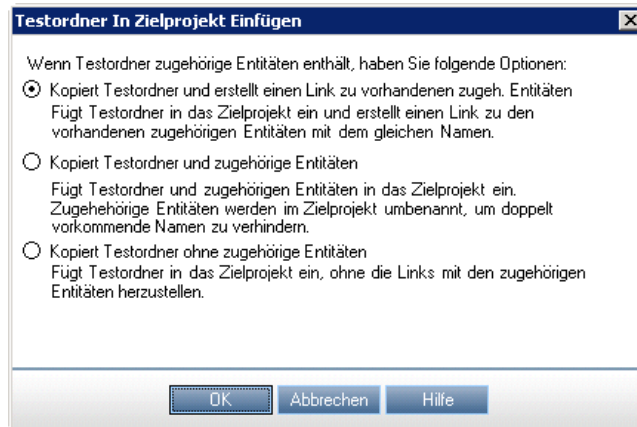 Testordner In Zielprojekt Einfügen
Wenn Testordner zugehörige Entitäten enthält, haben Sie folgende Optionen:
Kopiert Testordner und erstellt einen Link zu vorhandenen zugeh. Entitäten
Fügt Testordner in das Zielprojekt ein und erstellt einen Link zu den
vorhandenen zugehörigen Entitäten mit dem gleichen Namen.
Kopiert Testordner und zugehörige Entitäten
Fügt Testordner und zugehörigen Entitäten in das Zielprojekt ein.
Zugehehörige Entitäten werden im Zielprojekt umbenannt, um doppelt
vorkommende Namen zu verhindern.
Kopiert Testordner ohne zugehörige Entitäten
Fügt Testordner in das Zielprojekt ein, ohne die Links mit den zugehörigen
Entitäten herzustellen.
OK Abbrechen Hilfe